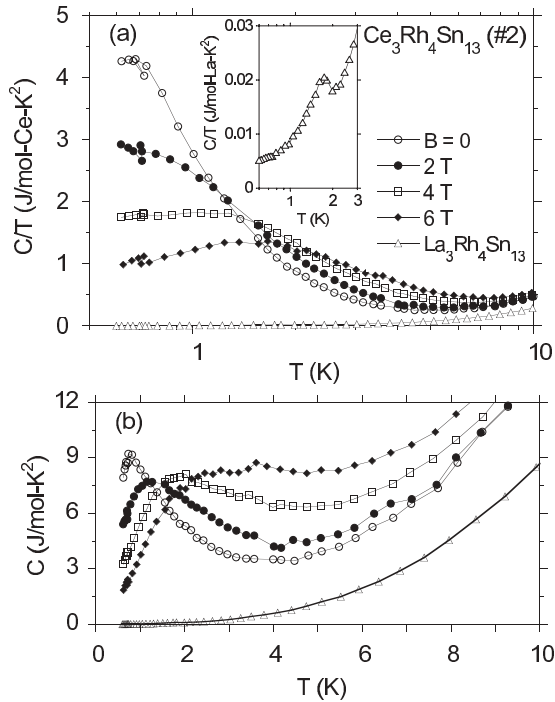 (a)
Ce3Rh4Sn13 (#2)
C/T (J/mol-Ce-K²)
5
4
3
2
1
0
1
10
T (K)
C/T (J/mol-La-K²)
0.03
0.02
0.01
0
1
2
3
T (K)
B = 0
2 T
4 T
6 T
La3Rh4Sn13
(b)
C (J/mol-K²)
12
9
6
3
0
0
2
4
6
8
10
T (K)